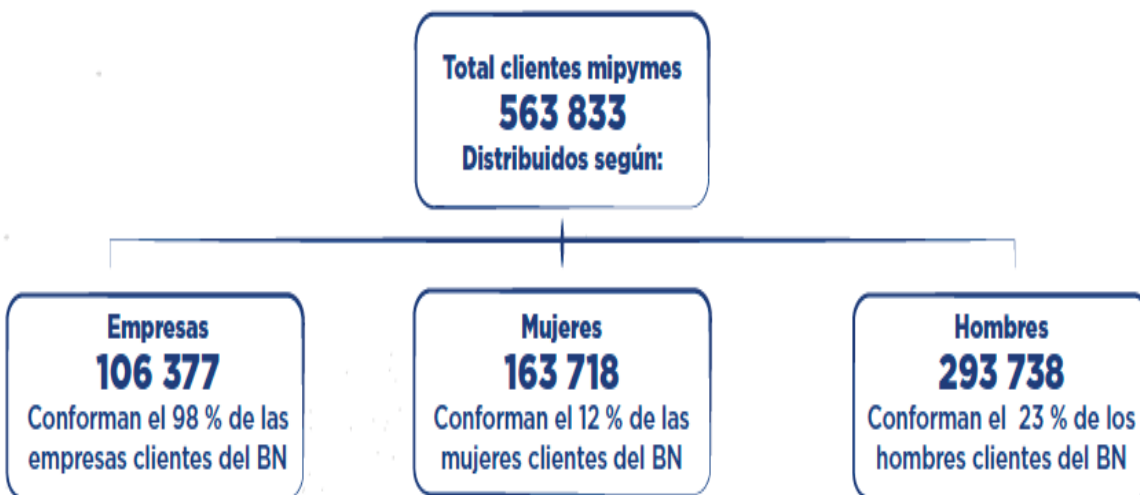 Total clientes mipymes
563 833
Distribuidos según:
Empresas
106 377
Conforman el 98 % de las
empresas clientes del BN
Mujeres
163 718
Conforman el 12 % de las
mujeres clientes del BN
Hombres
293 738
Conforman el 23 % de los
hombres clientes del BN